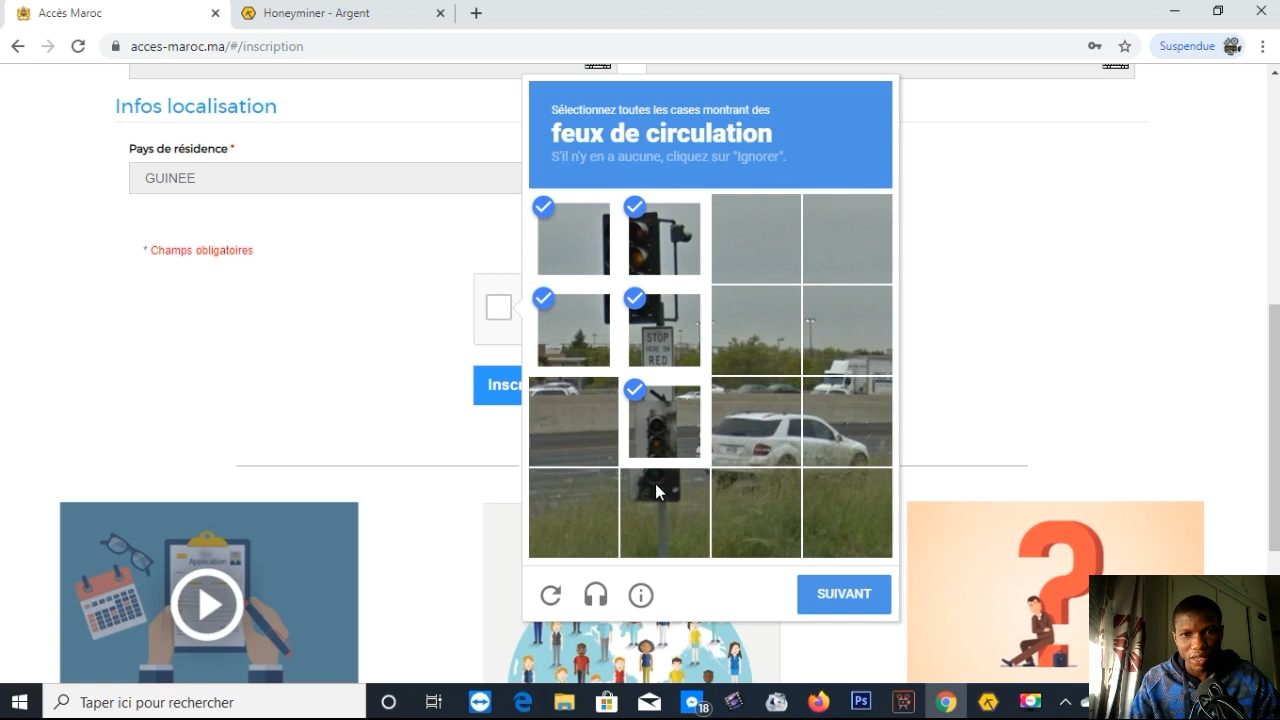 Accès Maroc
Honeyminer - Argent
acces-maroc.ma/#/inscription
Suspendue
Infos localisation
Pays de résidence *
GUINEE
* Champs obligatoires
Inscr
Sélectionnez toutes les cases montrant des
feux de circulation
S'il n'y en a aucune, cliquez sur "Ignorer".
STOP
HERE ON
RED
SUIVANT
Application
Taper ici pour rechercher
18
Ps